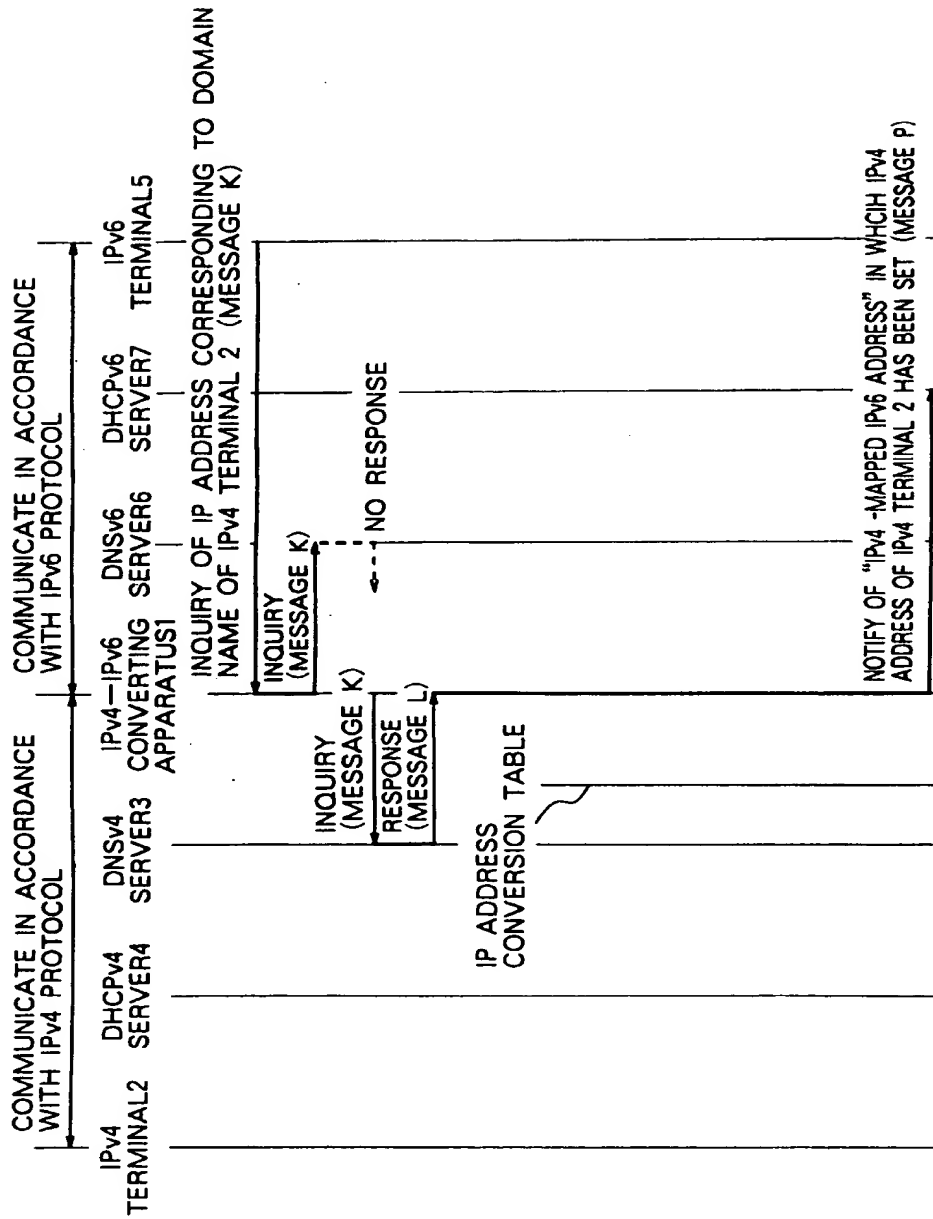 COMMUNICATE IN ACCORDANCE
WITH IPv4 PROTOCOL
COMMUNICATE IN ACCORDANCE
WITH IPv6 PROTOCOL
IPv4
TERMINAL2
DHCPv4
SERVER4
DNSv4
SERVER3
IPv4—IPv6
CONVERTING
APPARATUS1
DNSv6
SERVER6
DHCPv6
SERVER7
IPv6
TERMINAL5
INQUIRY OF IP ADDRESS CORRESPONDING TO DOMAIN
NAME OF IPv4 TERMINAL 2 (MESSAGE K)
INQUIRY
(MESSAGE K)
NO RESPONSE
INQUIRY
(MESSAGE K)
RESPONSE
(MESSAGE L)
IP ADDRESS
CONVERSION TABLE
NOTIFY OF "IPv4 -MAPPED IPv6 ADDRESS" IN WHCIH IPv4
ADDRESS OF IPv4 TERMINAL 2 HAS BEEN SET (MESSAGE P)